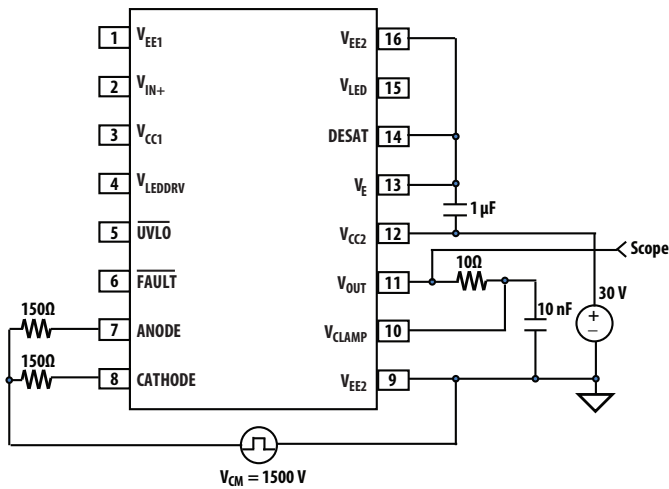 1 VEE1
2 VIN+
3 VCC1
4 VLEDDRV
5 UVLO
6 FAULT
7 ANODE
8 CATHODE
150Ω
150Ω
VEE2 16
VLED 15
DESAT 14
VE 13
VCC2 12
VOUT 11
VCLAMP 10
VEE2 9
1 µF
Scope
10Ω
30 V
10 nF
+
−
VCM = 1500 V